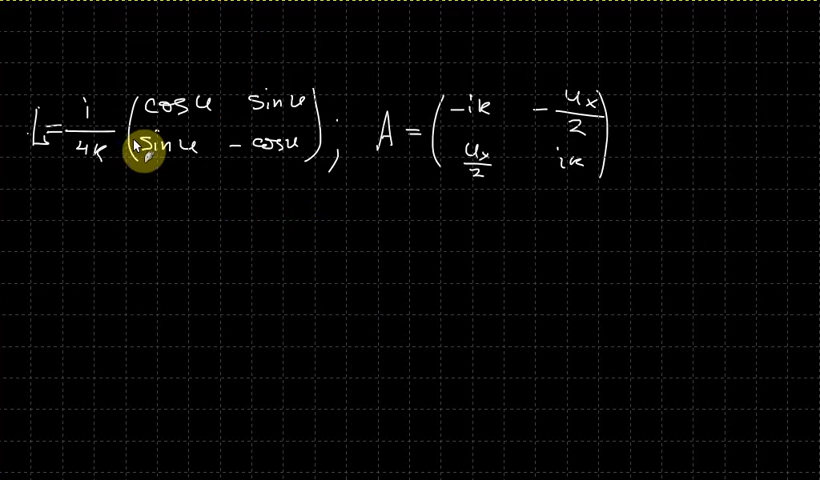 L = i/4k (cos u sin u; sin u - cos u) ; A = (-ik - u_x/2; u_x/2 ik)